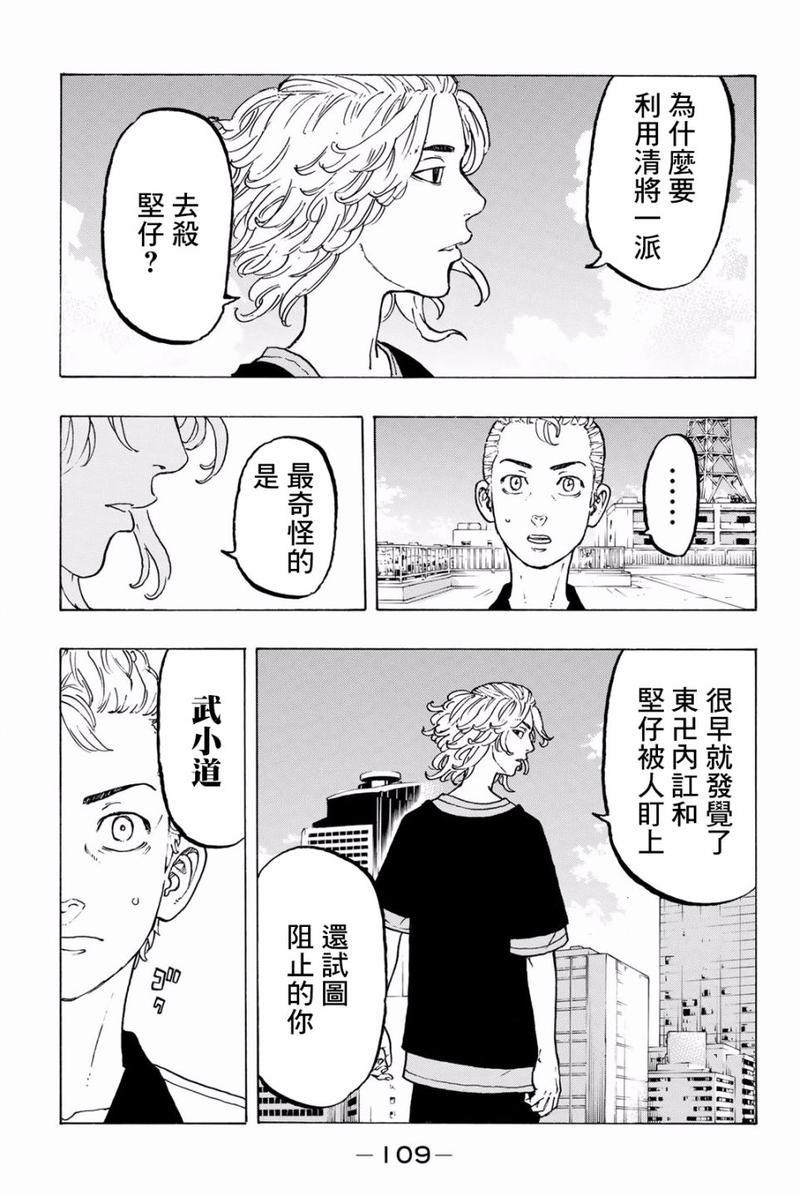 為什麼要
利用清將一派
去殺
堅仔？
……
最奇怪的
是
很早就發覺了
東卍內訌和
堅仔被人盯上
還試圖
阻止的你
武小道
ゴク
—109—